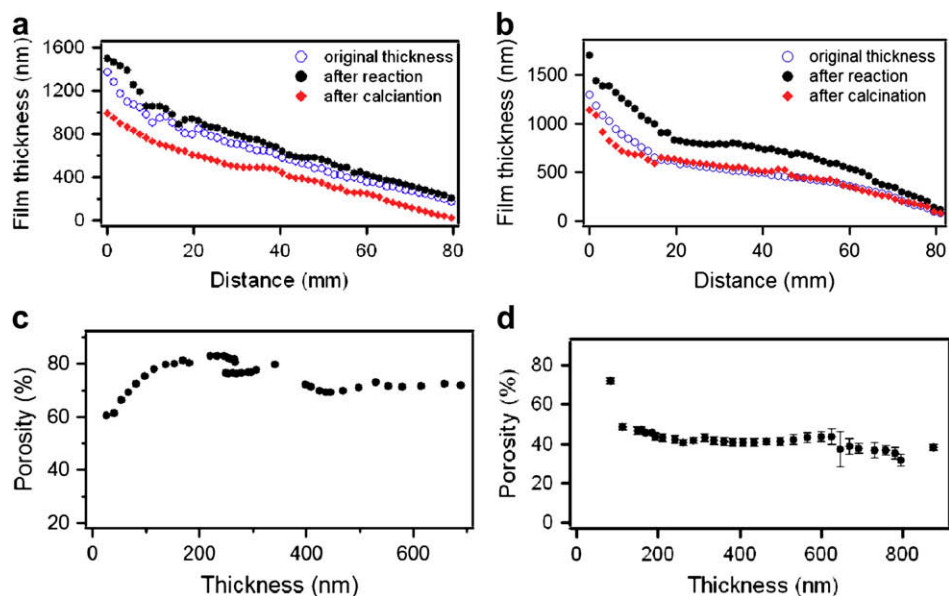 a
Film thickness (nm)
1600
1200
800
400
0
original thickness
after reaction
after calciantion
0 20 40 60 80
Distance (mm)
b
Film thickness (nm)
1500
1000
500
0
original thickness
after reaction
after calcination
0 20 40 60 80
Distance (mm)
c
Porosity (%)
80
60
40
20
0 200 400 600
Thickness (nm)
d
Porosity (%)
80
60
40
20
0
0 200 400 600 800
Thickness (nm)